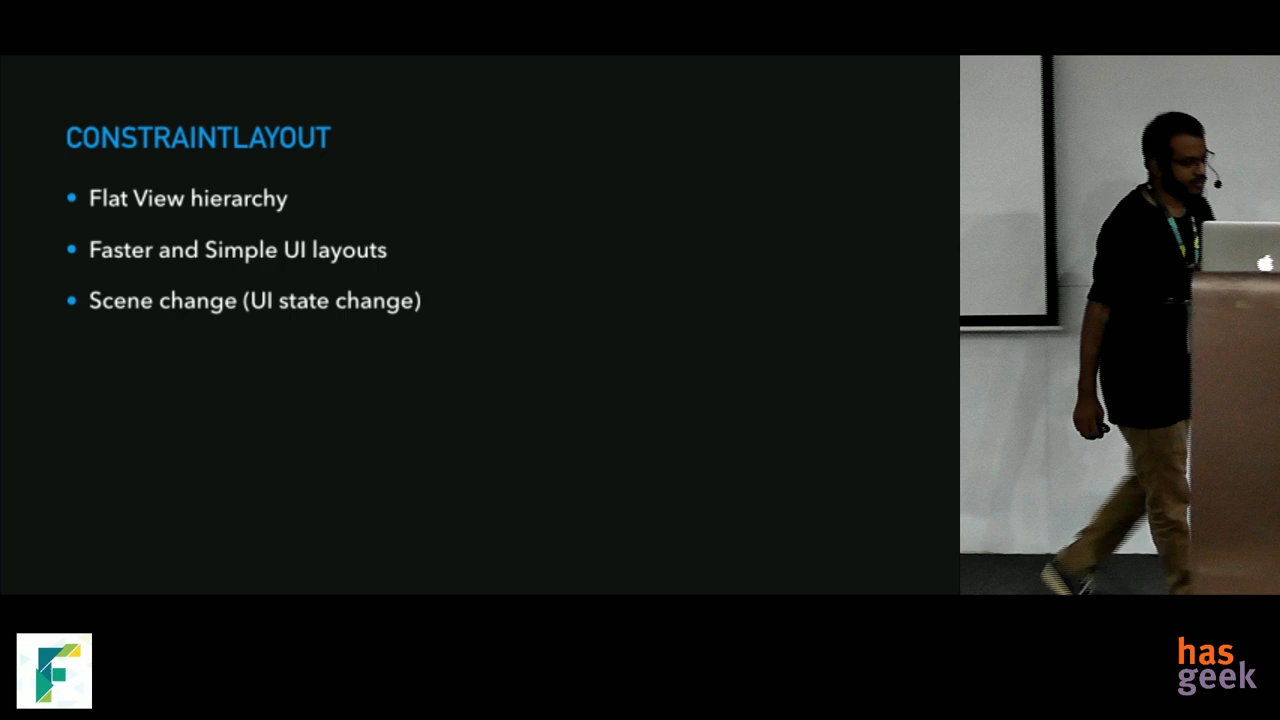 CONSTRAINTLAYOUT
• Flat View hierarchy
• Faster and Simple UI layouts
• Scene change (UI state change)
F
has
geek